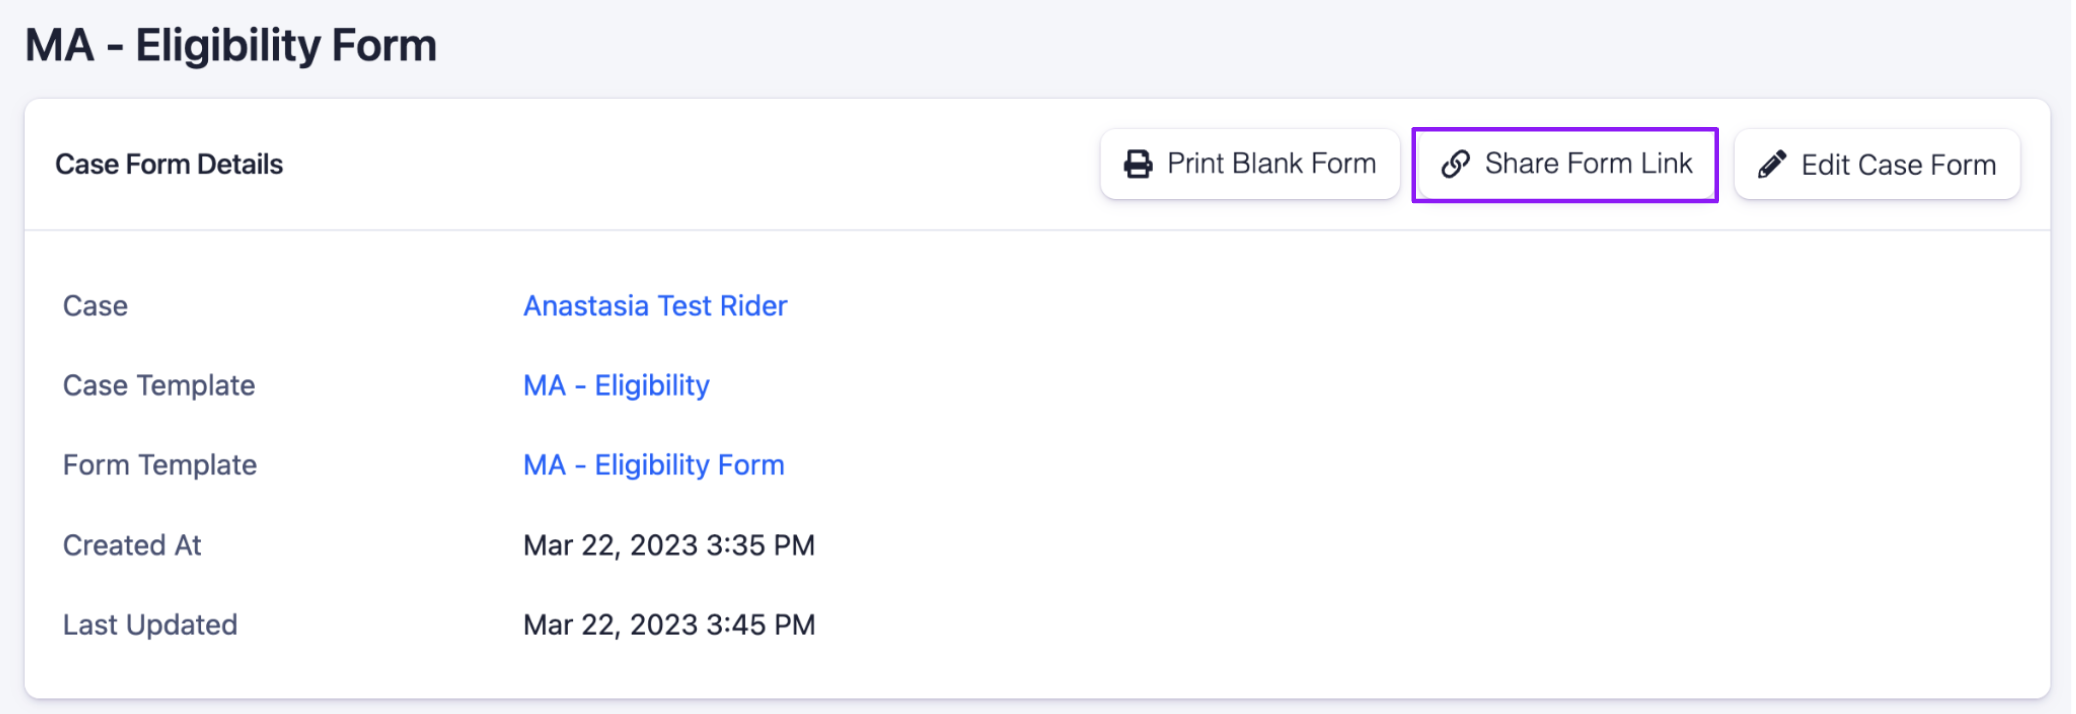 MA - Eligibility Form
Case Form Details
Print Blank Form
Share Form Link
Edit Case Form
Case
Anastasia Test Rider
Case Template
MA - Eligibility
Form Template
MA - Eligibility Form
Created At
Mar 22, 2023 3:35 PM
Last Updated
Mar 22, 2023 3:45 PM